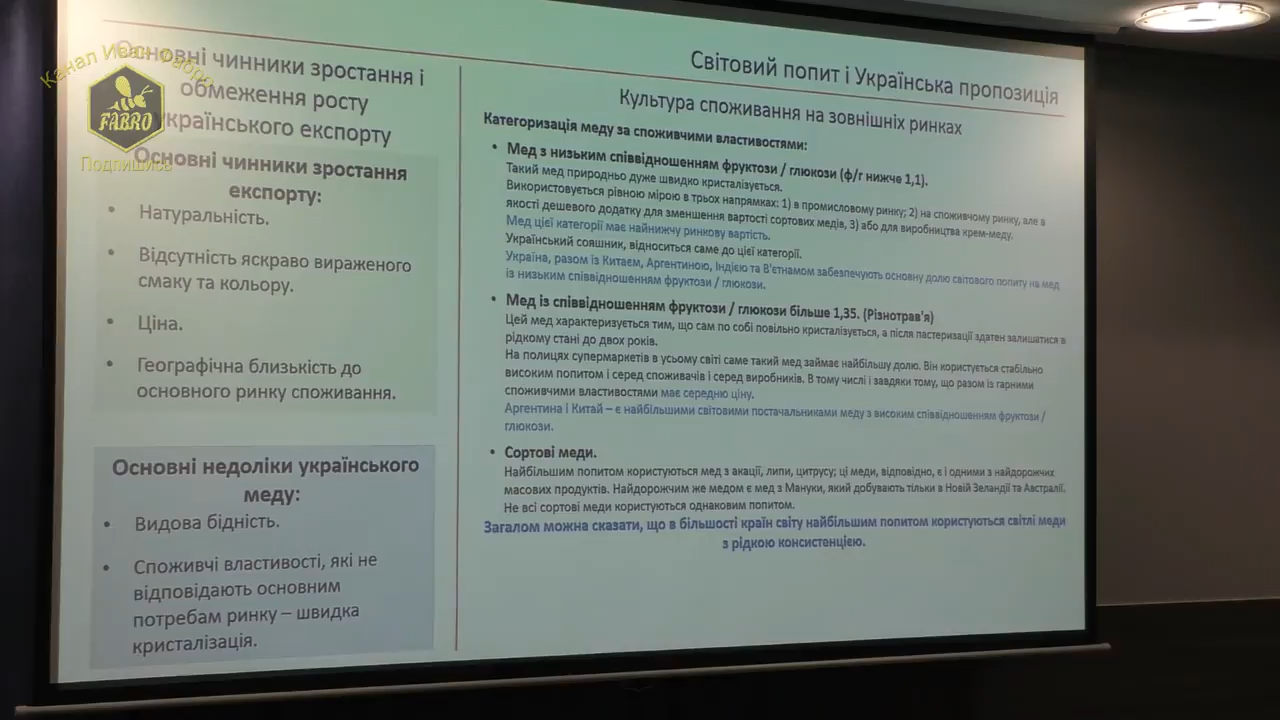 Канал Иван Фабро
FABRO
Подпишись
Основні чинники зростання і
обмеження росту
українського експорту
Основні чинники зростання
експорту:
• Натуральність.
• Відсутність яскраво вираженого
смаку та кольору.
• Ціна.
• Географічна близькість до
основного ринку споживання.
Основні недоліки українського
меду:
• Видова бідність.
• Споживчі властивості, які не
відповідають основним
потребам ринку – швидка
кристалізація.
Світовий попит і Українська пропозиція
Культура споживання на зовнішніх ринках
Категоризація меду за споживчими властивостями:
• Мед з низьким співвідношенням фруктози / глюкози (ф/г нижче 1,1).
Такий мед природньо дуже швидко кристалізується.
Використовується рівною мірою в трьох напрямках: 1) в промисловому ринку; 2) на споживчому ринку, але в
якості дешевого додатку для зменшення вартості сортових медів, 3) або для виробництва крем-меду.
Мед цієї категорії має найнижчу ринкову вартість.
Український сояшник, відноситься саме до цієї категорії.
Україна, разом із Китаєм, Аргентиною, Індією та В'єтнамом забезпечують основну долю світового попиту на мед
із низьким співвідношенням фруктози / глюкози.
• Мед із співвідношенням фруктози / глюкози більше 1,35. (Різнотрав'я)
Цей мед характеризується тим, що сам по собі повільно кристалізується, а після пастеризації здатен залишатися в
рідкому стані до двох років.
На полицях супермаркетів в усьому світі саме такий мед займає найбільшу долю. Він користується стабільно
високим попитом і серед споживачів і серед виробників. В тому числі і завдяки тому, що разом із гарними
споживчими властивостями має середню ціну.
Аргентина і Китай – є найбільшими світовими постачальниками меду з високим співвідношенням фруктози /
глюкози.
• Сортові меди.
Найбільшим попитом користуються мед з акації, липи, цитрусу; ці меди, відповідно, є і одними з найдорожчих
масових продуктів. Найдорожчим же медом є мед з Мануки, який добувають тільки в Новій Зеландії та Австралії.
Не всі сортові меди користуються однаковим попитом.
Загалом можна сказати, що в більшості країн світу найбільшим попитом користуються світлі меди
з рідкою консистенцією.